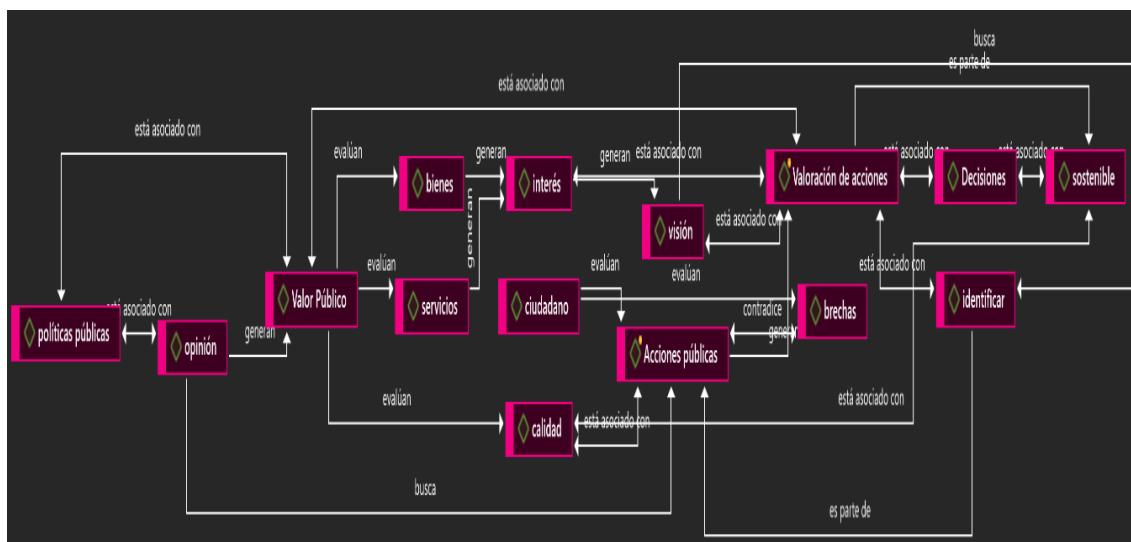 busca
es parte de
está asociado con
está asociado con
evalúan
generan
generan
está asociado con
está asociado con
está asociado con
bienes
interés
Valoración de acciones
Decisiones
sostenible
generan
visión
está asociado con
evalúan
evalúan
evalúan
está asociado con
Valor Público
servicios
ciudadano
brechas
identificar
está asociado con
contradice
políticas públicas
opinión
generan
Acciones públicas
evalúan
está asociado con
calidad
está asociado con
busca
es parte de